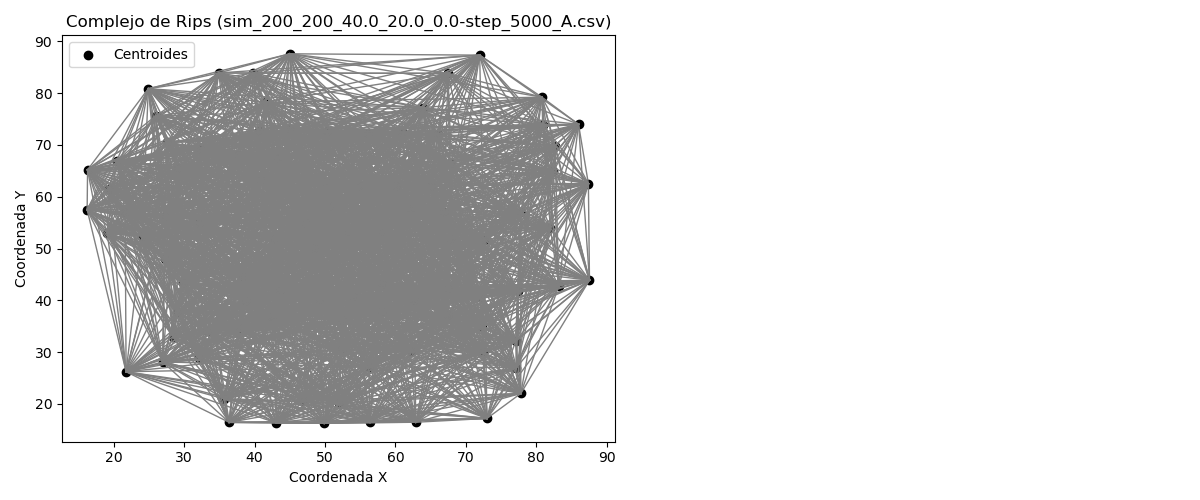 Complejo de Rips (sim_200_200_40.0_20.0_0.0-step_5000_A.csv)
Centroides
90
80
70
60
50
40
30
20
Coordenada Y
20 30 40 50 60 70 80 90
Coordenada X